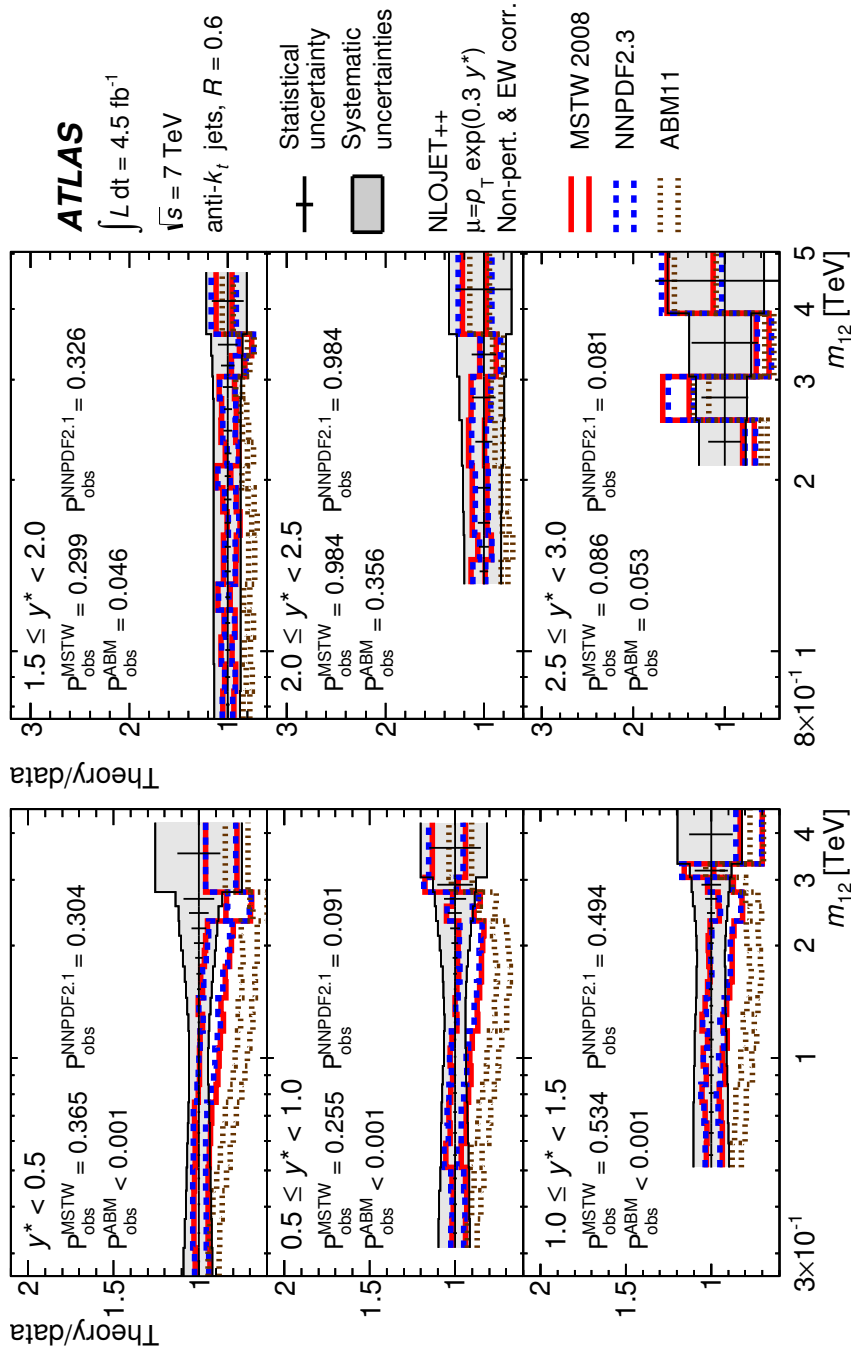 Theory/data
2
1.5
1
y* < 0.5
P_obs^MSTW = 0.365 P_obs^NNPDF2.1 = 0.304
P_obs^ABM < 0.001
2
1.5
1
0.5 ≤ y* < 1.0
P_obs^MSTW = 0.255 P_obs^NNPDF2.1 = 0.091
P_obs^ABM < 0.001
2
1.5
1
1.0 ≤ y* < 1.5
P_obs^MSTW = 0.534 P_obs^NNPDF2.1 = 0.494
P_obs^ABM < 0.001
3×10⁻¹ 1 2 3 4
m₁₂ [TeV]
Theory/data
3
2
1
1.5 ≤ y* < 2.0
P_obs^MSTW = 0.299 P_obs^NNPDF2.1 = 0.326
P_obs^ABM = 0.046
3
2
1
2.0 ≤ y* < 2.5
P_obs^MSTW = 0.984 P_obs^NNPDF2.1 = 0.984
P_obs^ABM = 0.356
3
2
1
2.5 ≤ y* < 3.0
P_obs^MSTW = 0.086 P_obs^NNPDF2.1 = 0.081
P_obs^ABM = 0.053
8×10⁻¹ 1 2 3 4 5
m₁₂ [TeV]
ATLAS
∫ L dt = 4.5 fb⁻¹
√s = 7 TeV
anti-k_t jets, R = 0.6
Statistical
uncertainty
Systematic
uncertainties
NLOJET++
μ=p_T exp(0.3 y*)
Non-pert. & EW corr.
MSTW 2008
NNPDF2.3
ABM11